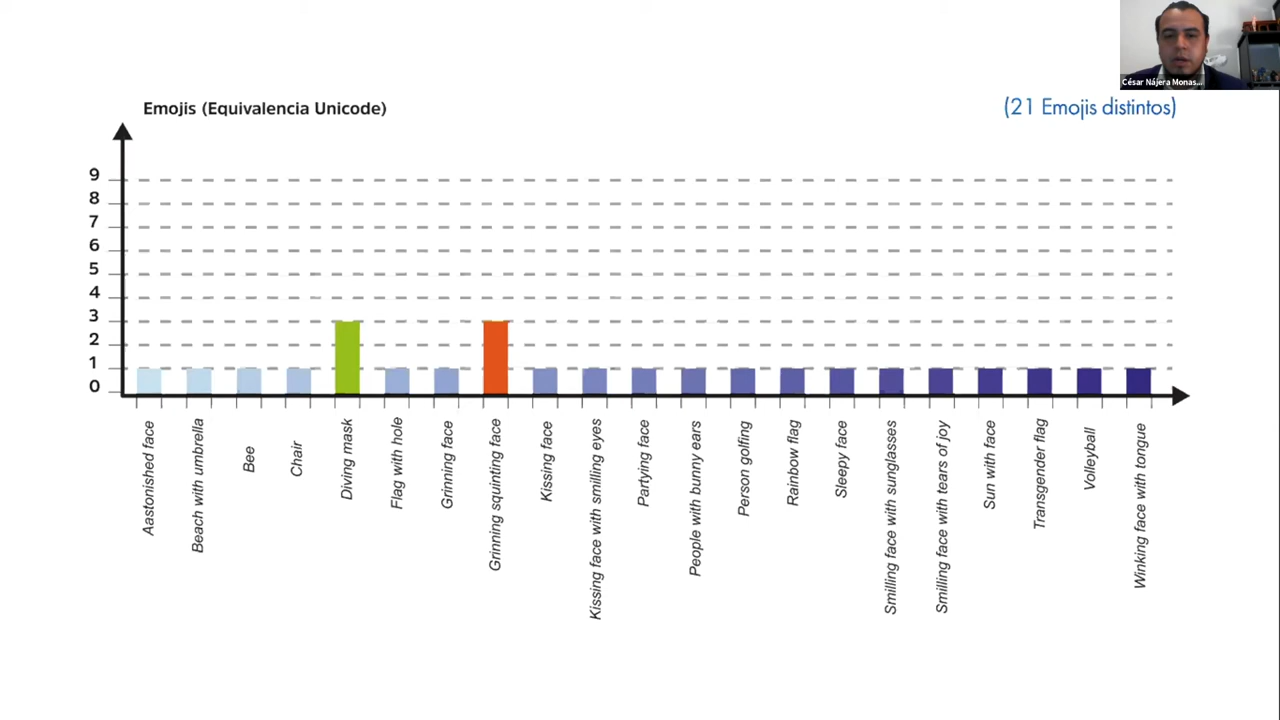 César Nájera Monas...
Emojis (Equivalencia Unicode)
(21 Emojis distintos)
9
8
7
6
5
4
3
2
1
0
Aastonished face
Beach with umbrella
Bee
Chair
Diving mask
Flag with hole
Grinning face
Grinning squinting face
Kissing face
Kissing face with smilling eyes
Partying face
People with bunny ears
Person golfing
Rainbow flag
Sleepy face
Smilling face with sunglasses
Smilling face with tears of joy
Sun with face
Transgender flag
Volleyball
Winking face with tongue